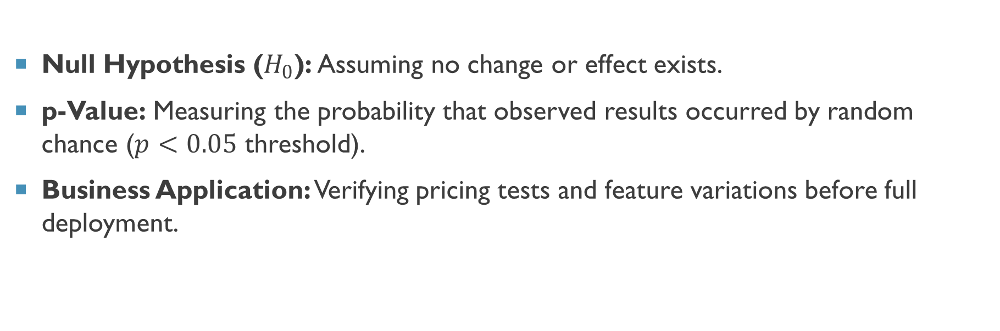 ▪ Null Hypothesis (H₀): Assuming no change or effect exists.
▪ p-Value: Measuring the probability that observed results occurred by random
chance (p < 0.05 threshold).
▪ Business Application: Verifying pricing tests and feature variations before full
deployment.